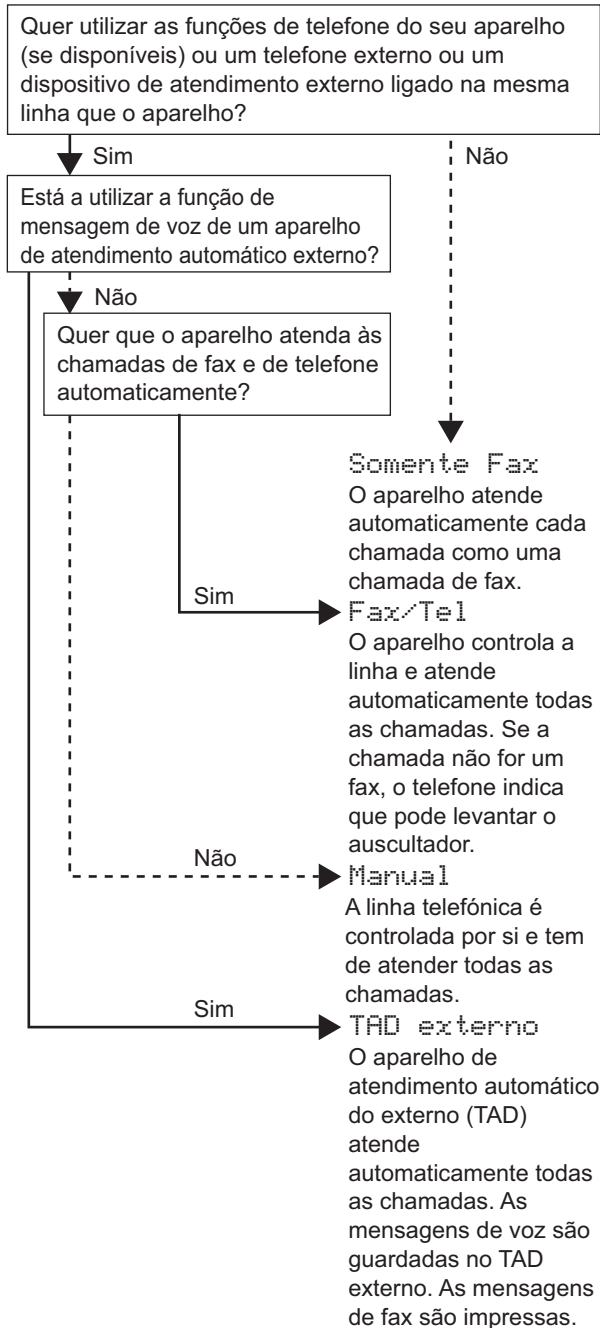 Quer utilizar as funções de telefone do seu aparelho
(se disponíveis) ou um telefone externo ou um
dispositivo de atendimento externo ligado na mesma
linha que o aparelho?
Sim
Não
Está a utilizar a função de
mensagem de voz de um aparelho
de atendimento automático externo?
Não
Quer que o aparelho atenda às
chamadas de fax e de telefone
automaticamente?
Somente Fax
O aparelho atende
automaticamente cada
chamada como uma
chamada de fax.
Sim
Fax/Tel
O aparelho controla a
linha e atende
automaticamente todas
as chamadas. Se a
chamada não for um
fax, o telefone indica
que pode levantar o
auscultador.
Não
Manual
A linha telefónica é
controlada por si e tem
de atender todas as
chamadas.
Sim
TAD externo
O aparelho de
atendimento automático
do externo (TAD)
atende
automaticamente todas
as chamadas. As
mensagens de voz são
guardadas no TAD
externo. As mensagens
de fax são impressas.